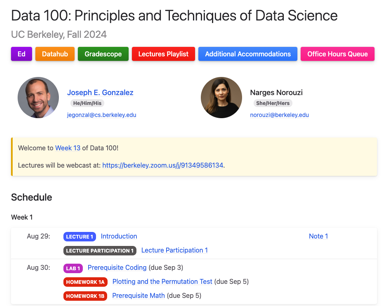 Data 100: Principles and Techniques of Data Science
UC Berkeley, Fall 2024
Ed Datahub Gradescope Lectures Playlist Additional Accommodations Office Hours Queue
Joseph E. Gonzalez
He/Him/His
jegonzal@cs.berkeley.edu
Narges Norouzi
She/Her/Hers
norouzi@berkeley.edu
Welcome to Week 13 of Data 100!
Lectures will be webcast at: https://berkeley.zoom.us/j/91349586134.
Schedule
Week 1
Aug 29: LECTURE 1 Introduction Note 1
LECTURE PARTICIPATION 1 Lecture Participation 1
Aug 30: LAB 1 Prerequisite Coding (due Sep 3)
HOMEWORK 1A Plotting and the Permutation Test (due Sep 5)
HOMEWORK 1B Prerequisite Math (due Sep 5)